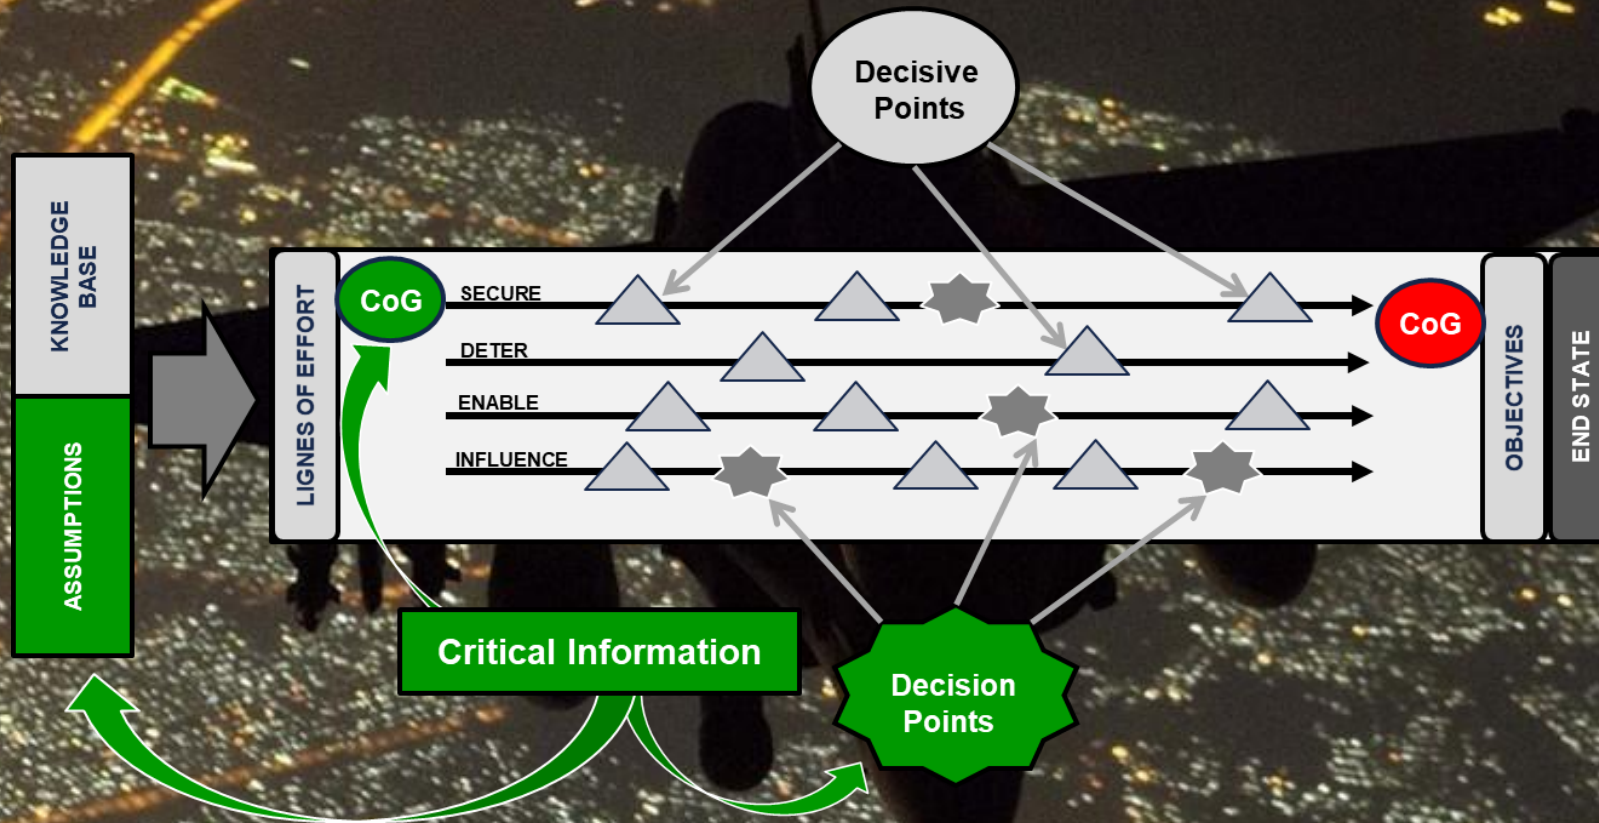 Decisive
Points
KNOWLEDGE
BASE
ASSUMPTIONS
LIGNES OF EFFORT
CoG
SECURE
DETER
ENABLE
INFLUENCE
CoG
OBJECTIVES
END STATE
Critical Information
Decision
Points